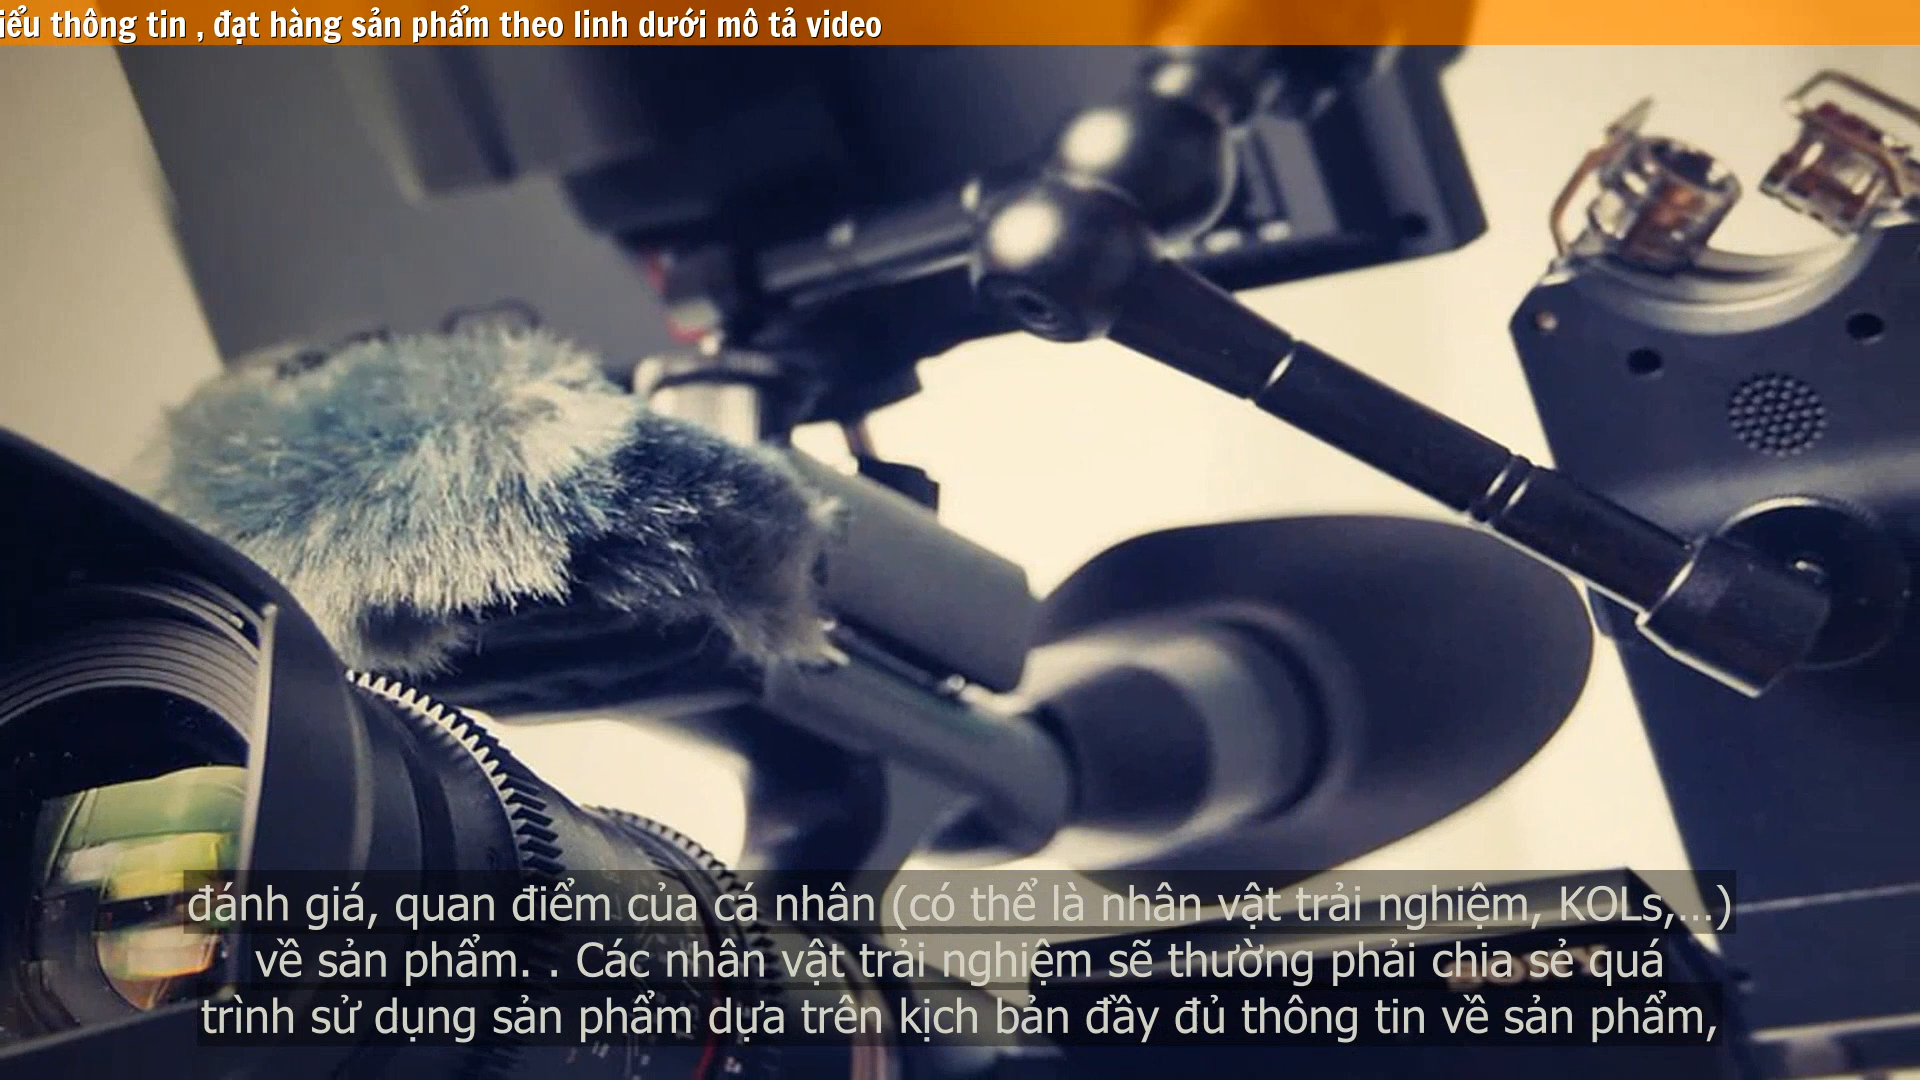 iểu thông tin , đạt hàng sản phẩm theo linh dưới mô tả video
đánh giá, quan điểm của cá nhân (có thể là nhân vật trải nghiệm, KOLs,...)
về sản phẩm. . Các nhân vật trải nghiệm sẽ thường phải chia sẻ quá
trình sử dụng sản phẩm dựa trên kịch bản đầy đủ thông tin về sản phẩm,